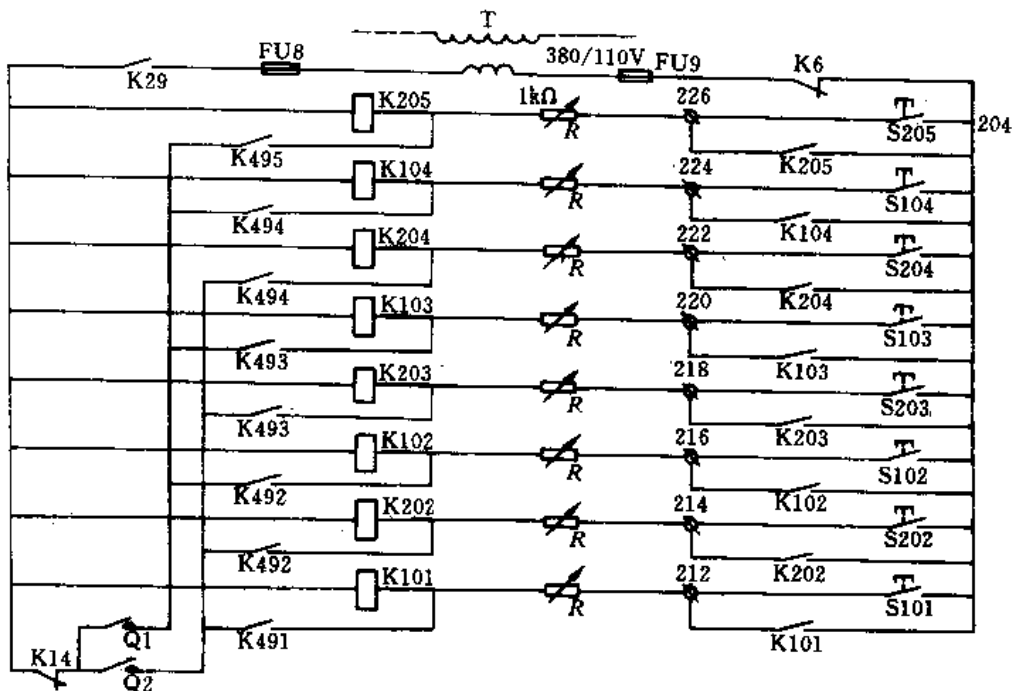 T
FU8
380/110V
FU9
K6
K29
K205
1kΩ
R
226
S205
204
K495
K205
K104
R
224
S104
K494
K104
K204
R
222
S204
K494
K204
K103
R
220
S103
K493
K103
K203
R
218
S203
K493
K203
K102
R
216
S102
K492
K102
K202
R
214
S202
K492
K202
K101
R
212
S101
Q1
K491
K101
K14
Q2